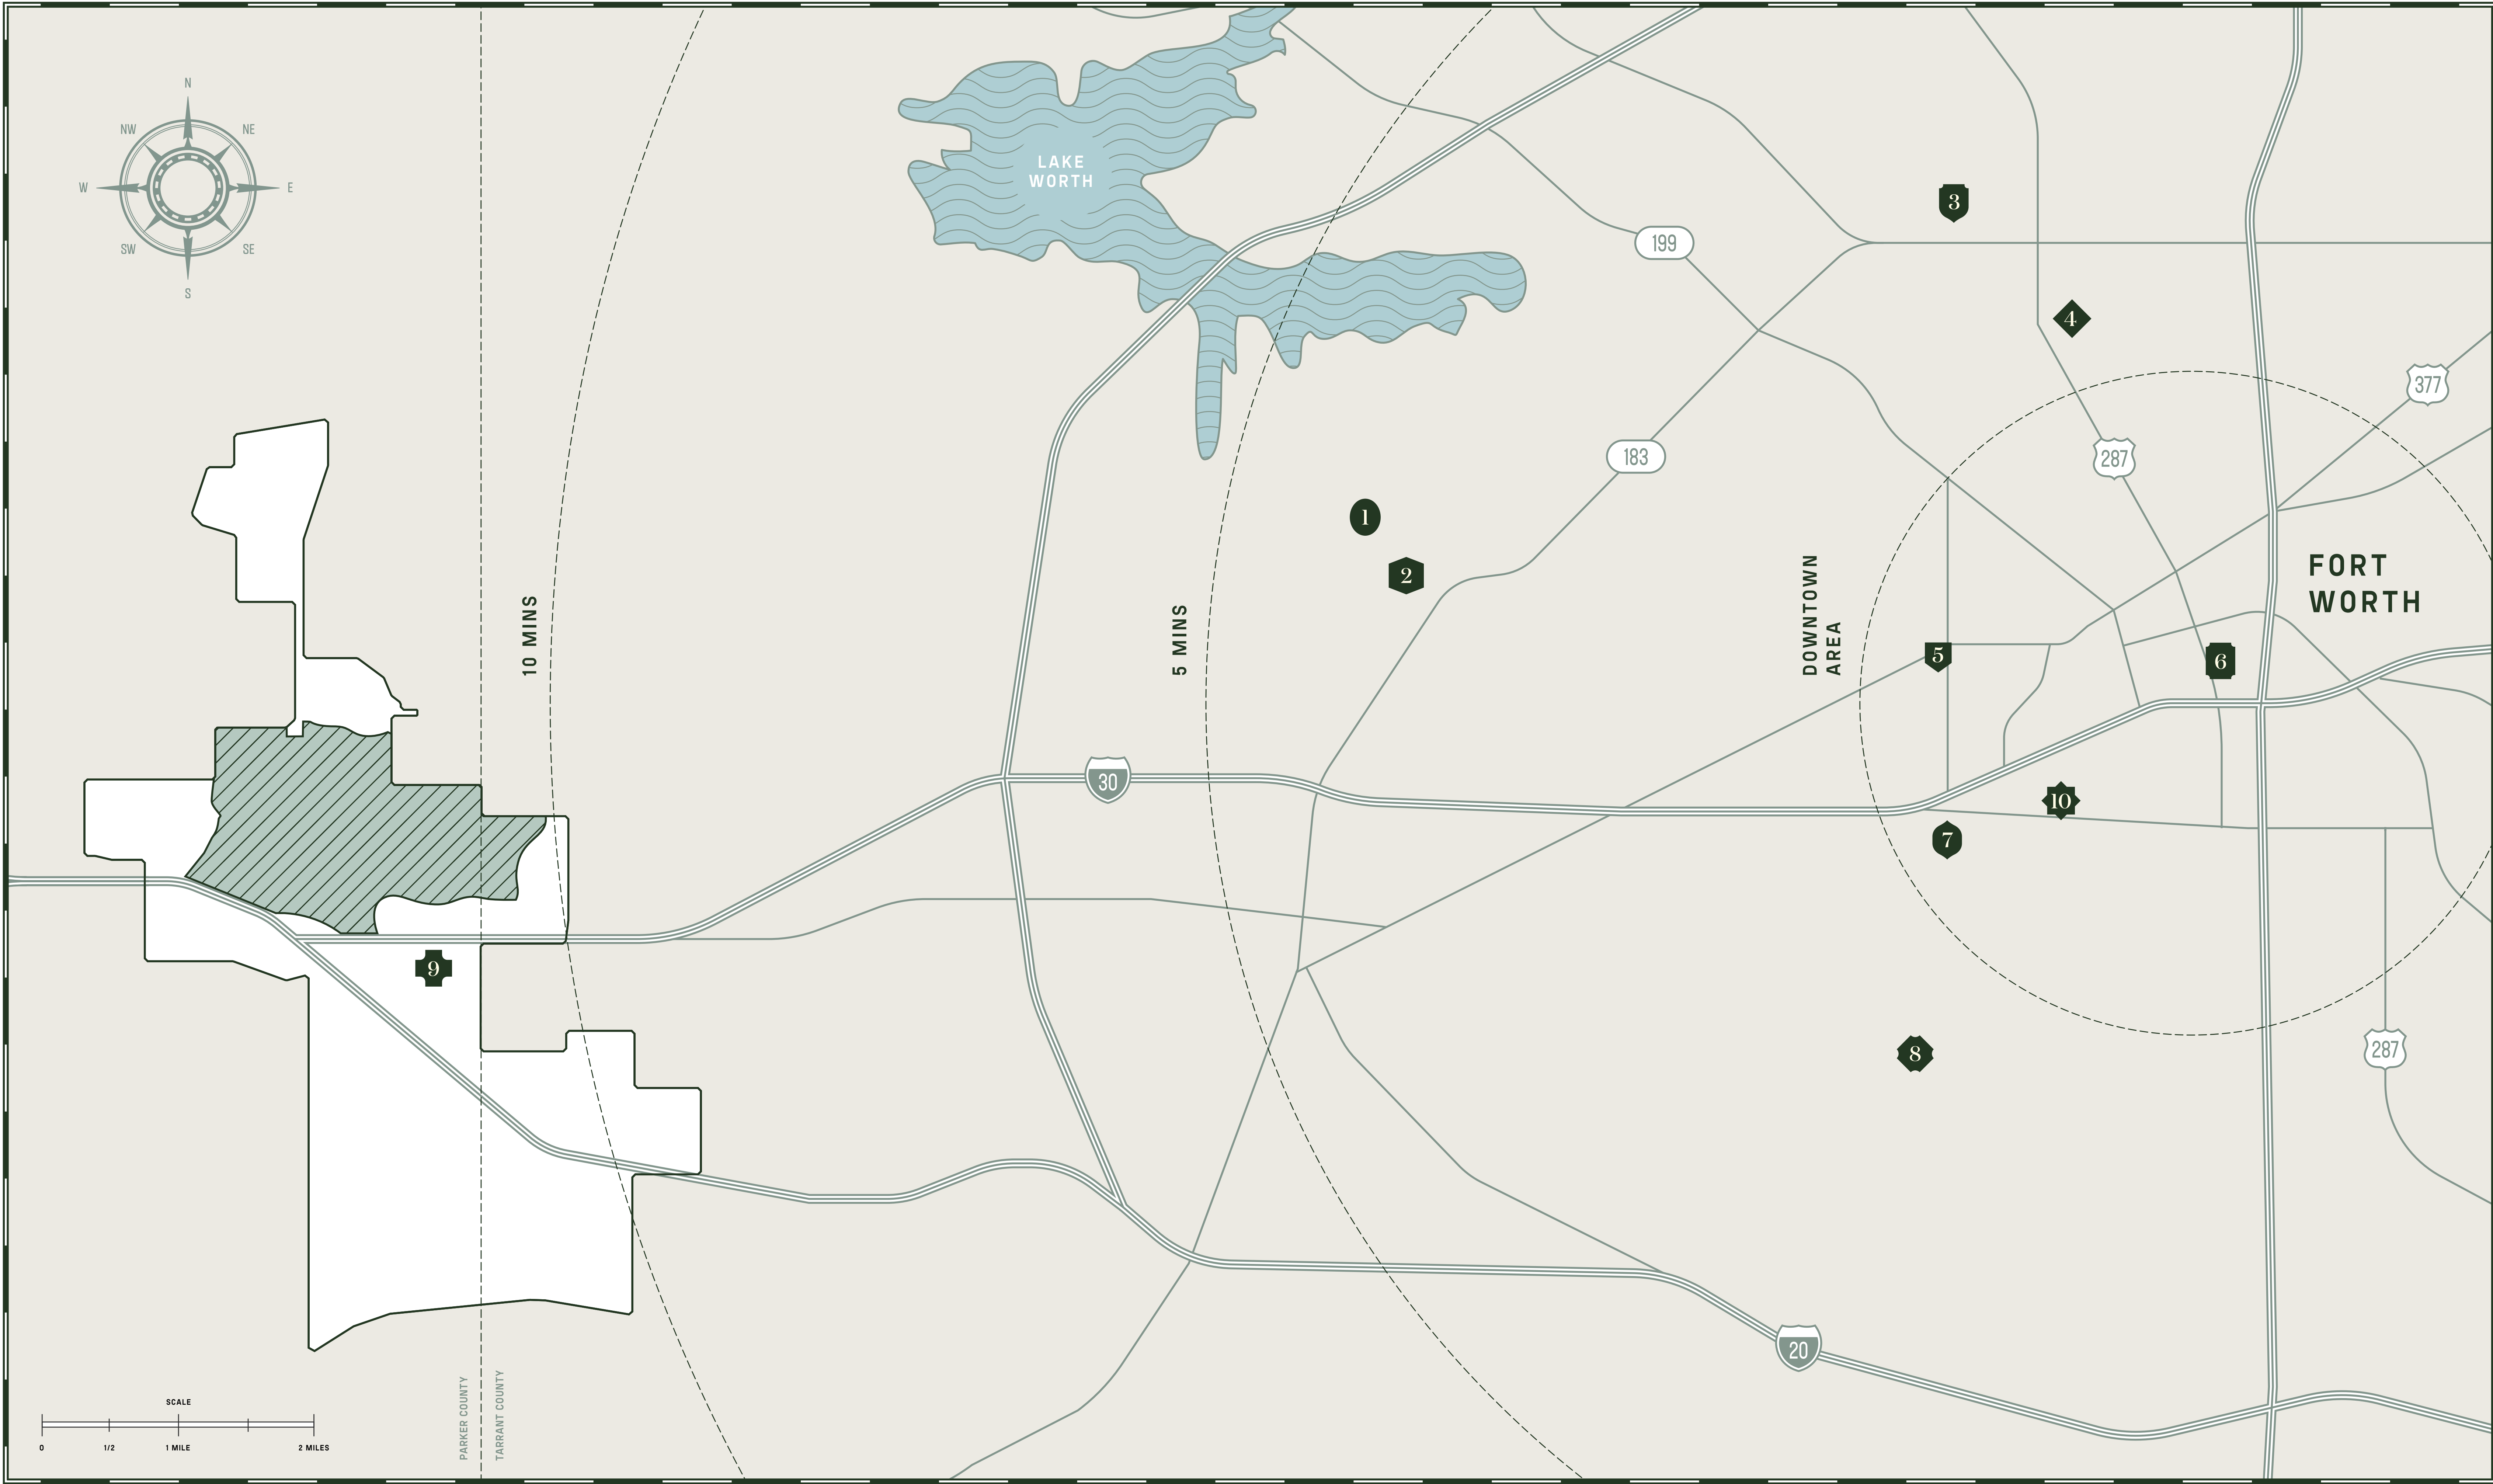 N
NW
NE
W
E
SW
SE
S
LAKE
WORTH
199
3
4
377
183
287
1
2
10 MINS
5 MINS
DOWNTOWN
AREA
FORT
WORTH
5
6
30
10
7
9
8
287
20
PARKER COUNTY
TARRANT COUNTY
SCALE
0
1/2
1 MILE
2 MILES